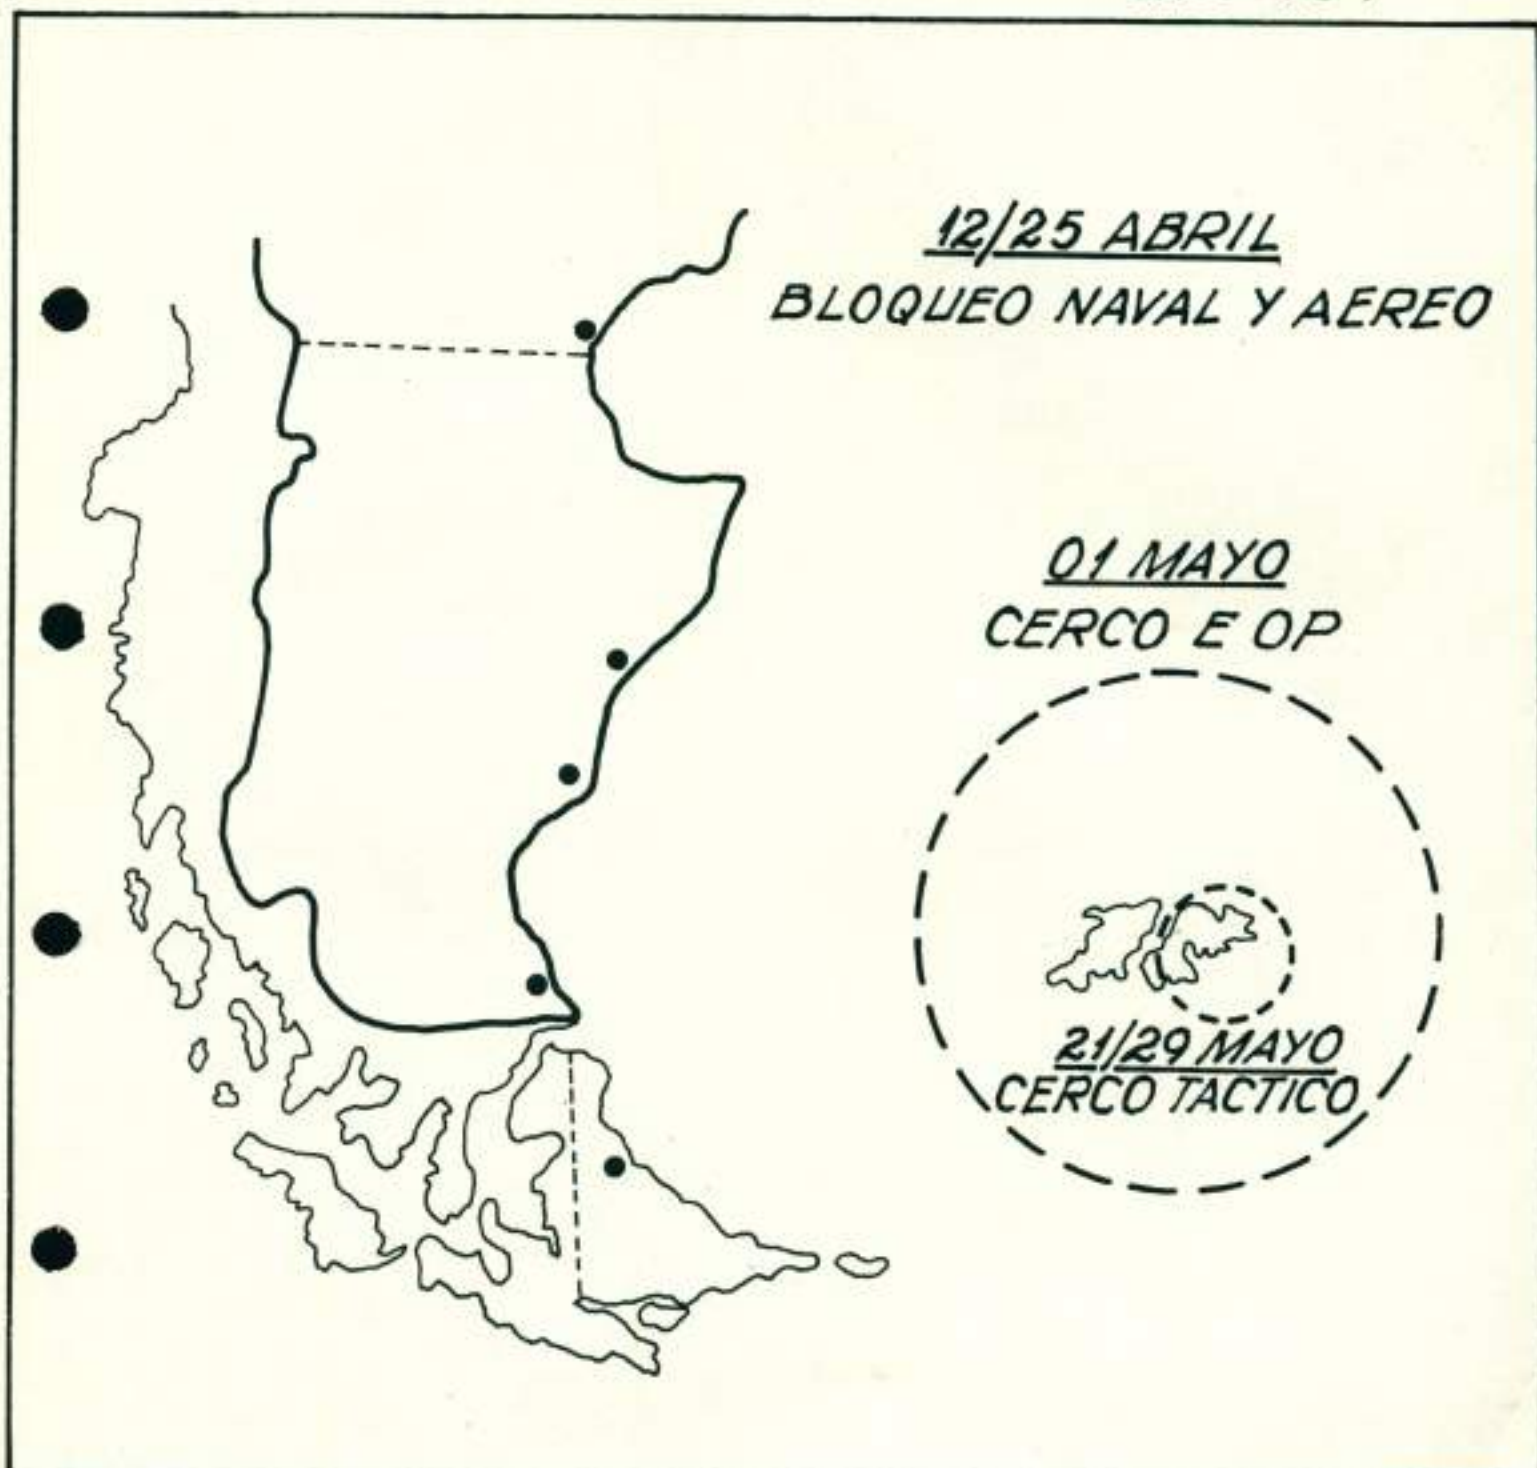 12/25 ABRIL
BLOQUEO NAVAL Y AEREO
01 MAYO
CERCO E OP
21/29 MAYO
CERCO TACTICO